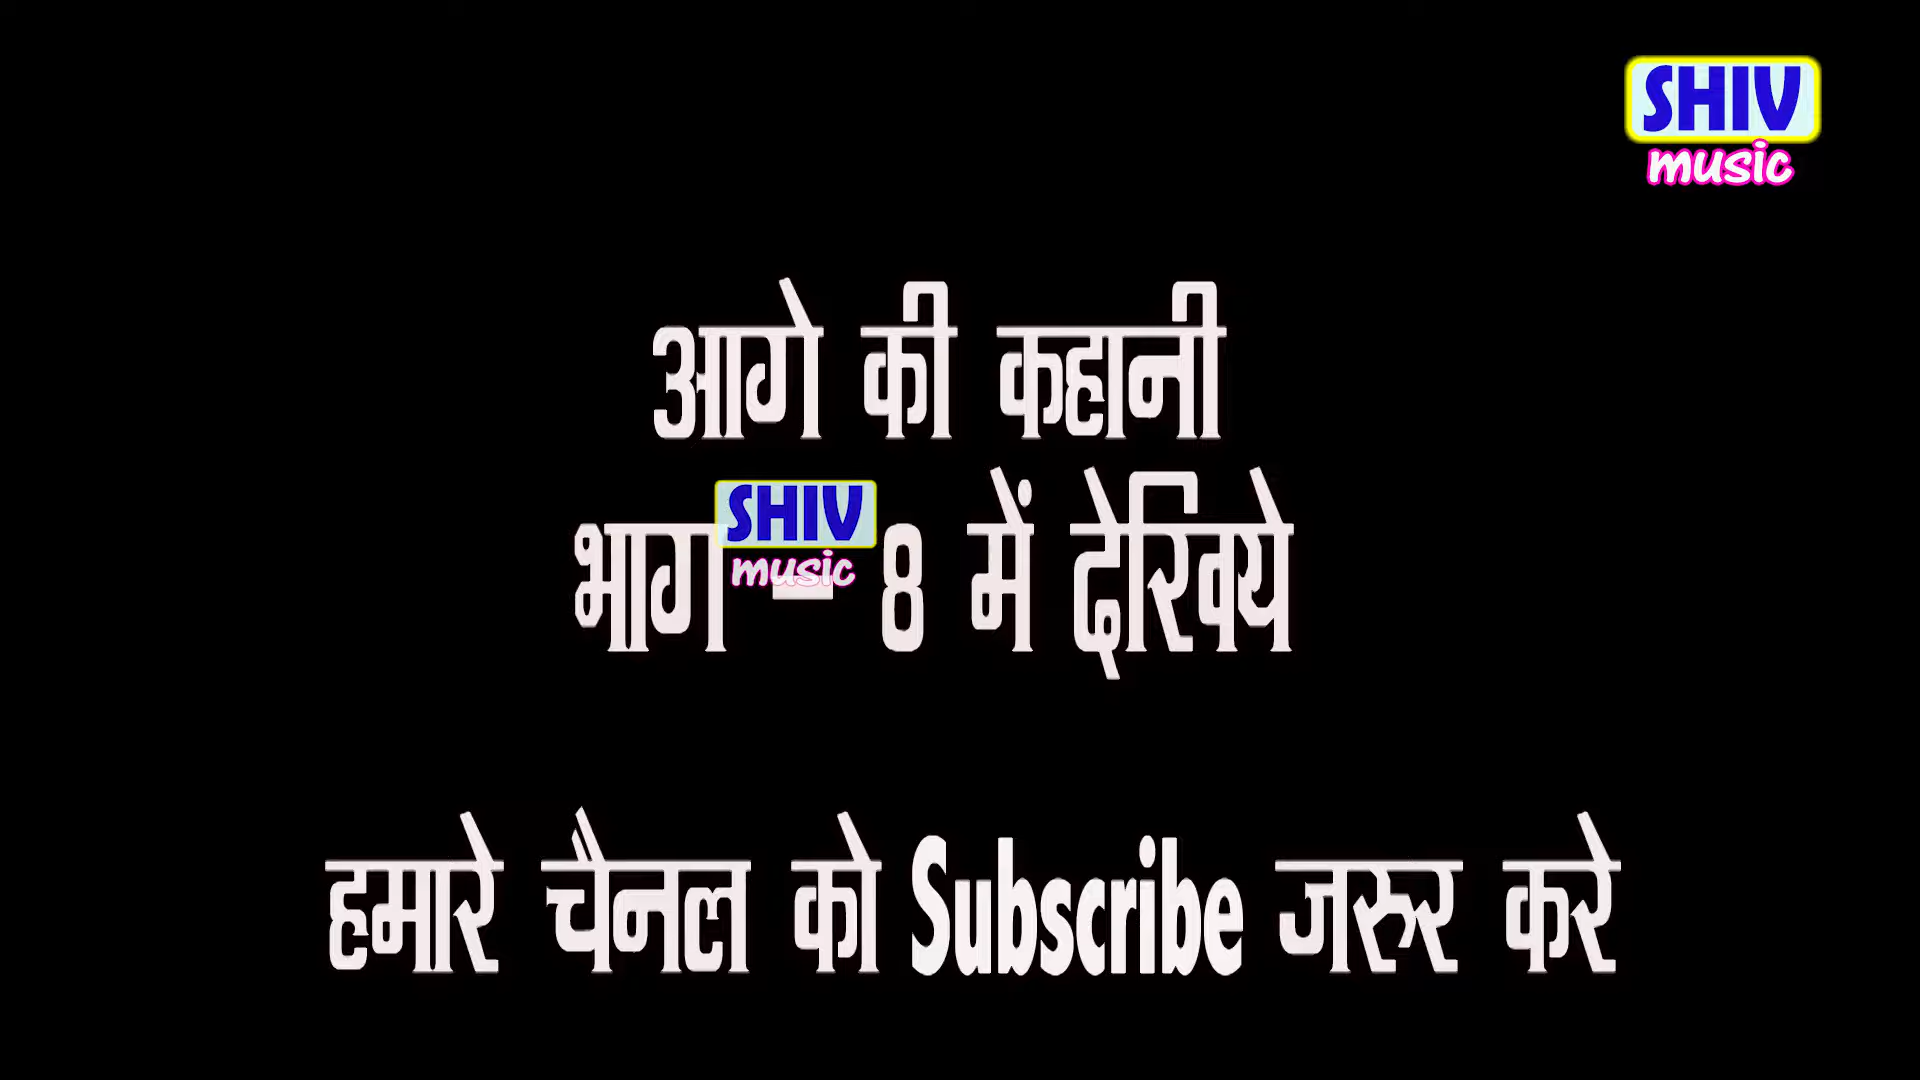 SHIV
music
आगे की कहानी
SHIV
music
भाग - 8 में देखिये
हमारे चैनल को Subscribe जरुर करे